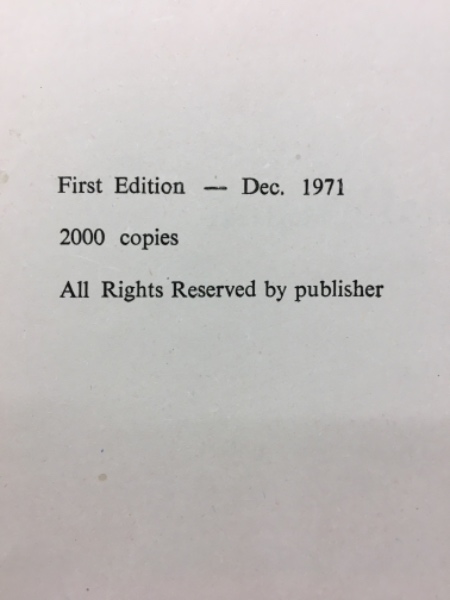 First Edition — Dec. 1971
2000 copies
All Rights Reserved by publisher